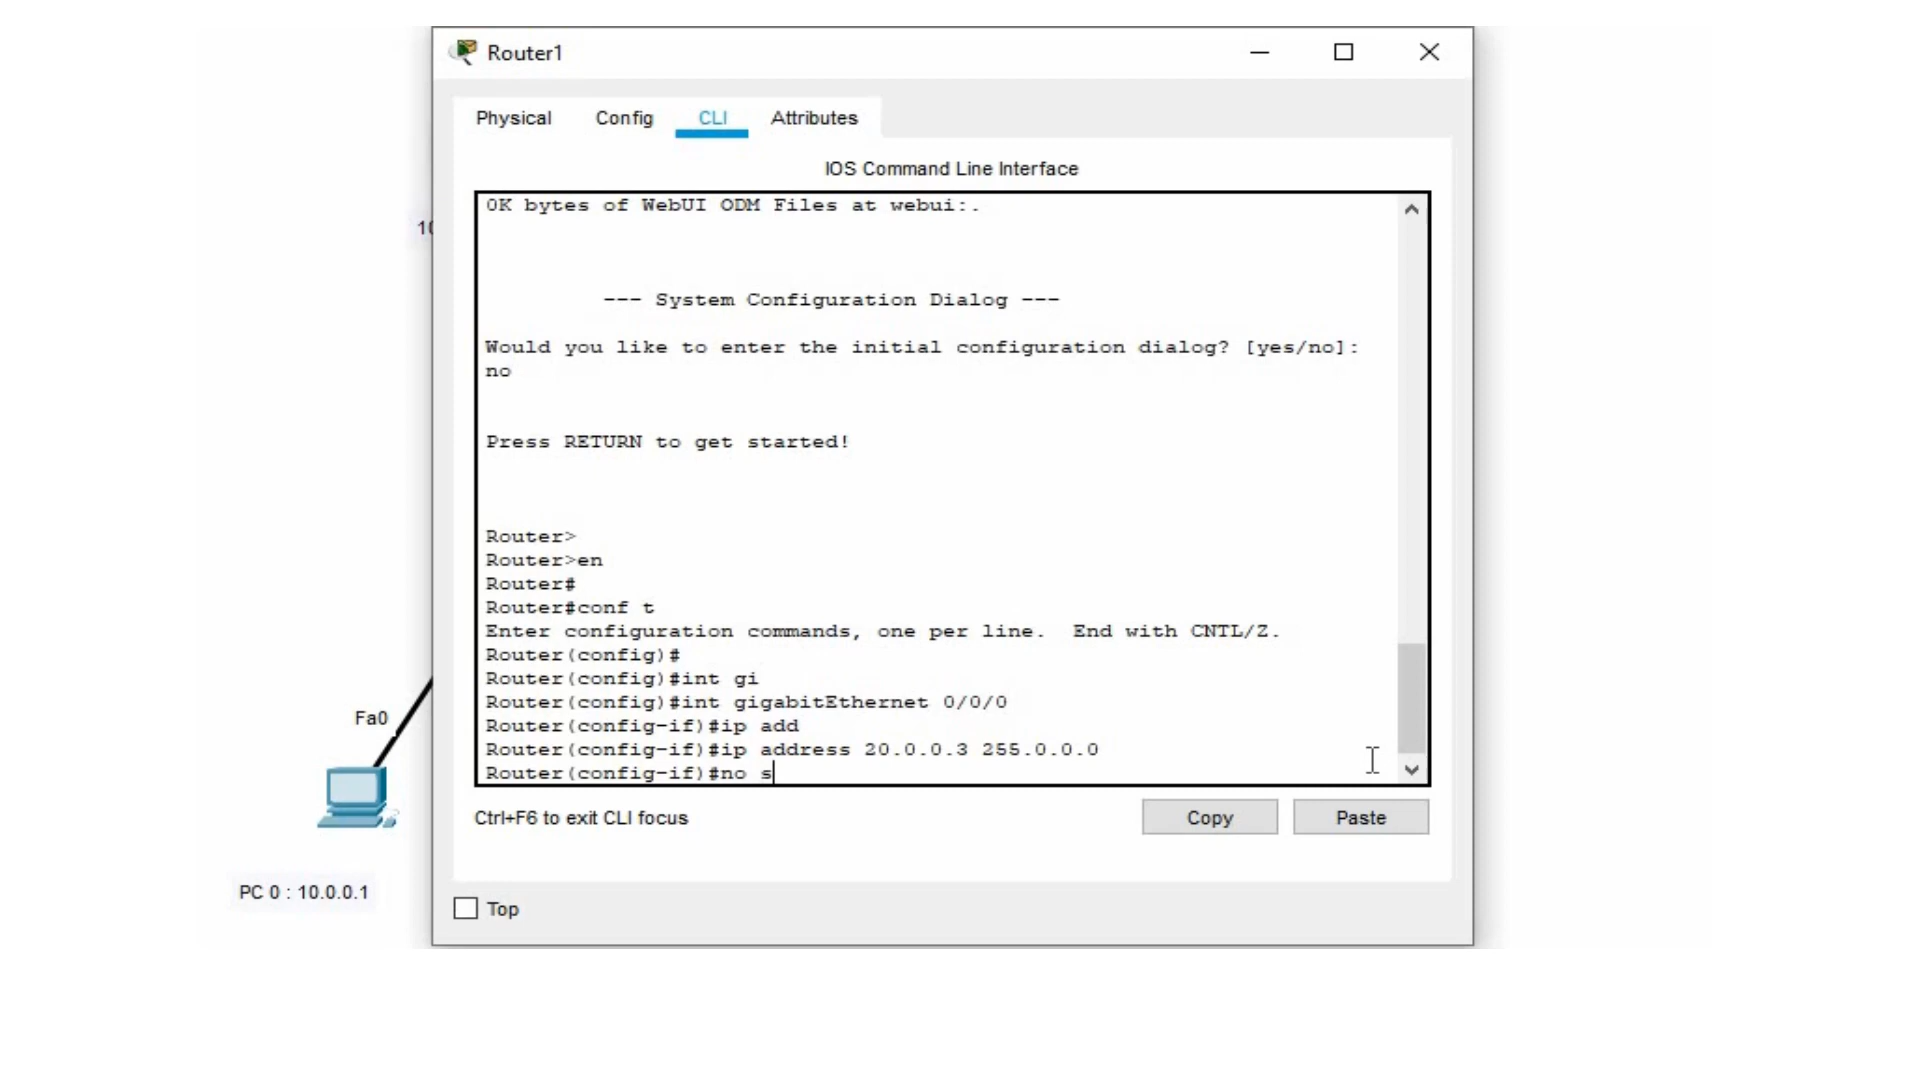 Router1
Physical Config CLI Attributes
IOS Command Line Interface
0K bytes of WebUI ODM Files at webui:.
--- System Configuration Dialog ---
Would you like to enter the initial configuration dialog? [yes/no]:
no
Press RETURN to get started!
Router>
Router>en
Router#
Router#conf t
Enter configuration commands, one per line.  End with CNTL/Z.
Router(config)#
Router(config)#int gi
Router(config)#int gigabitEthernet 0/0/0
Router(config-if)#ip add
Router(config-if)#ip address 20.0.0.3 255.0.0.0
Router(config-if)#no s
Ctrl+F6 to exit CLI focus
Copy Paste
Top
10
Fa0
PC 0 : 10.0.0.1